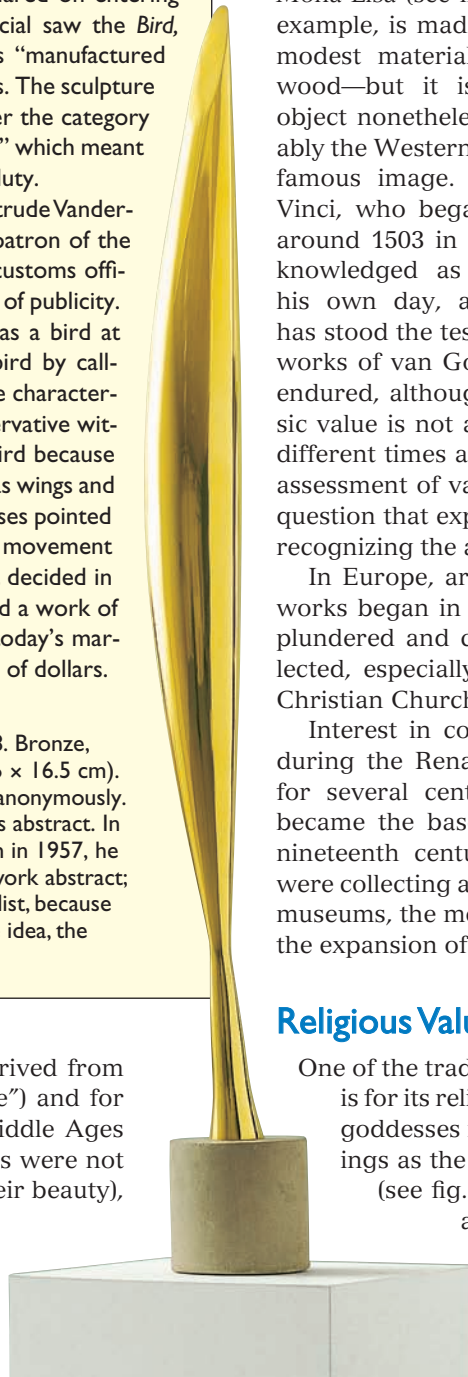 ared on entering
cial saw the Bird,
s “manufactured
s. The sculpture
er the category
” which meant
luty.
trude Vander-
patron of the
customs offi-
of publicity.
as a bird at
bird by call-
e character-
ervative wit-
ird because
as wings and
ses pointed
movement
decided in
d a work of
today’s mar-
of dollars.
3. Bronze,
× 16.5 cm).
anonymously.
s abstract. In
n in 1957, he
work abstract;
list, because
idea, the
rived from
e”) and for
iddle Ages
s were not
eir beauty),
Mona Lisa (see
example, is mad
modest material
wood—but it is
object nonethele
ably the Western
famous image.
Vinci, who bega
around 1503 in
knowledged as
his own day, a
has stood the tes
works of van Go
endured, althoug
sic value is not a
different times a
assessment of va
question that exp
recognizing the a
In Europe, ar
works began in
plundered and c
lected, especially
Christian Church
Interest in co
during the Rena
for several cent
became the bas
nineteenth centu
were collecting a
museums, the mo
the expansion of
Religious Valu
One of the trad
is for its reli
goddesses i
ings as the
(see fig.
a